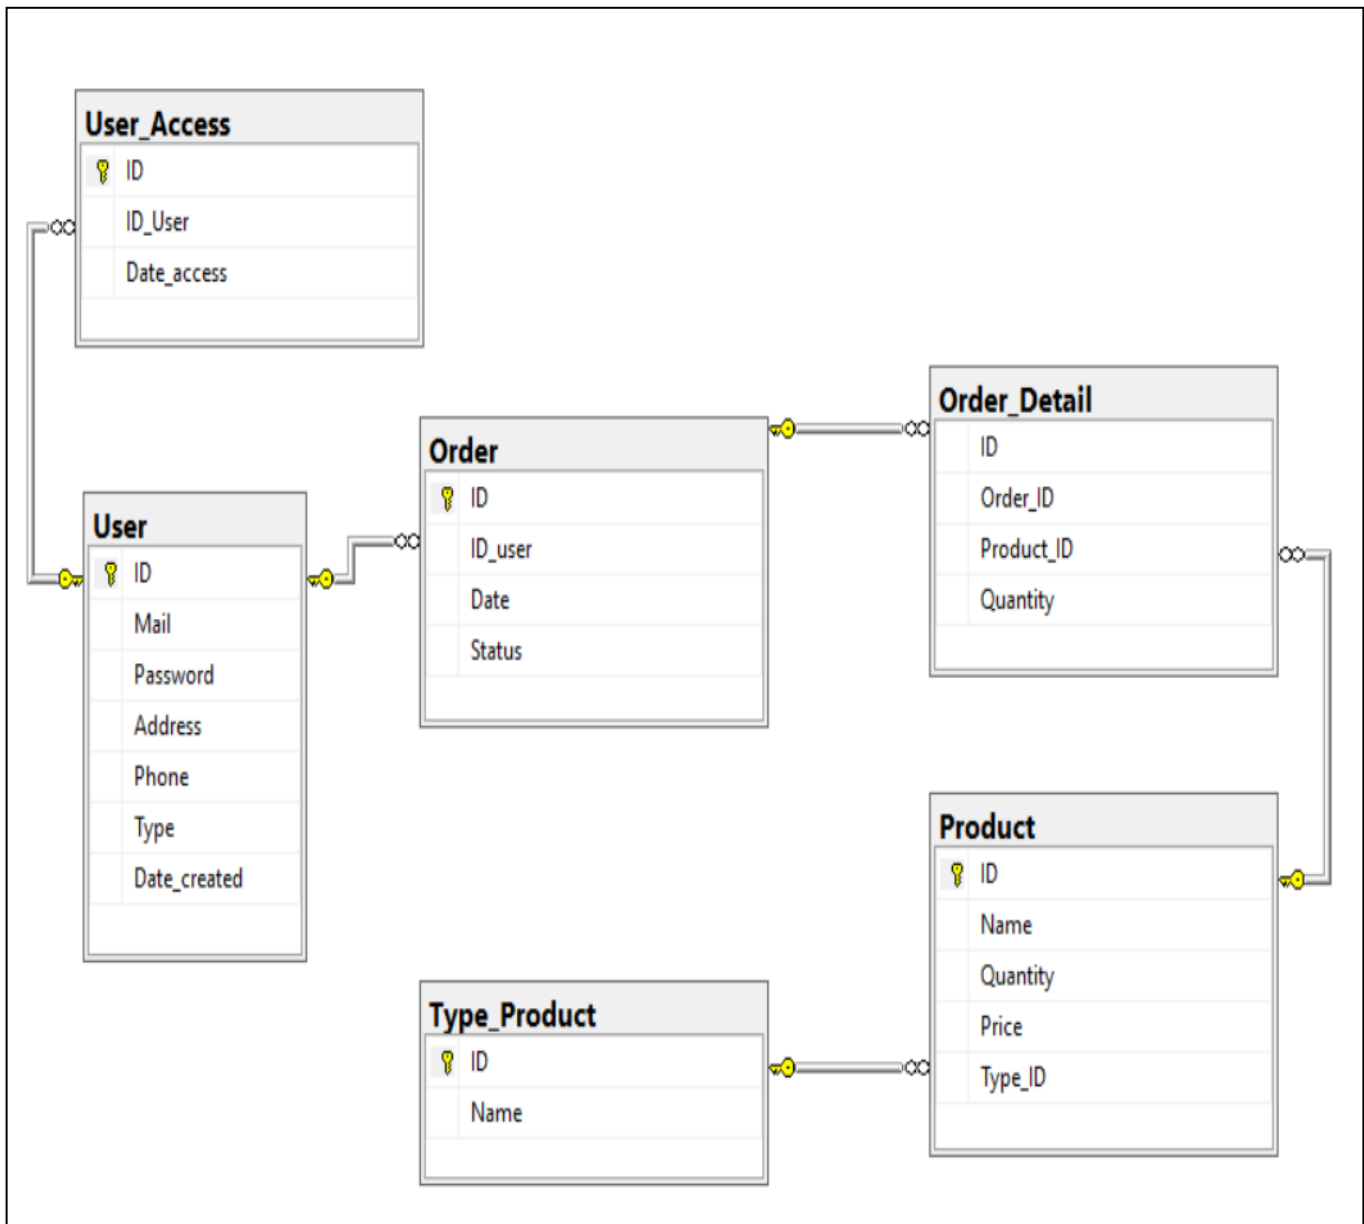 User_Access
ID
ID_User
Date_access
User
ID
Mail
Password
Address
Phone
Type
Date_created
Order
ID
ID_user
Date
Status
Order_Detail
ID
Order_ID
Product_ID
Quantity
Type_Product
ID
Name
Product
ID
Name
Quantity
Price
Type_ID